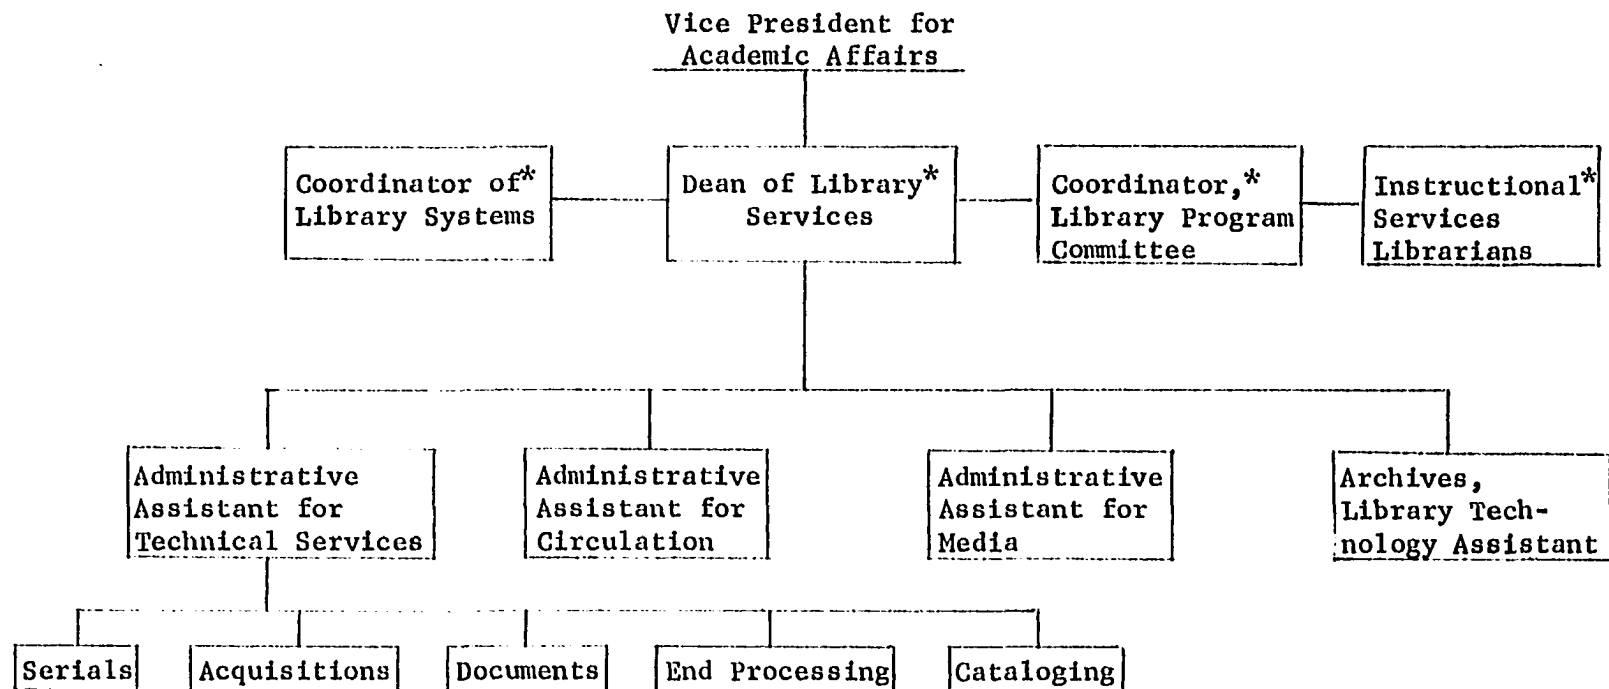 Vice President for
Academic Affairs
Coordinator of*
Library Systems
Dean of Library*
Services
Coordinator,*
Library Program
Committee
Instructional*
Services
Librarians
Administrative
Assistant for
Technical Services
Administrative
Assistant for
Circulation
Administrative
Assistant for
Media
Archives,
Library Tech-
nology Assistant
Serials
Acquisitions
Documents
End Processing
Cataloging